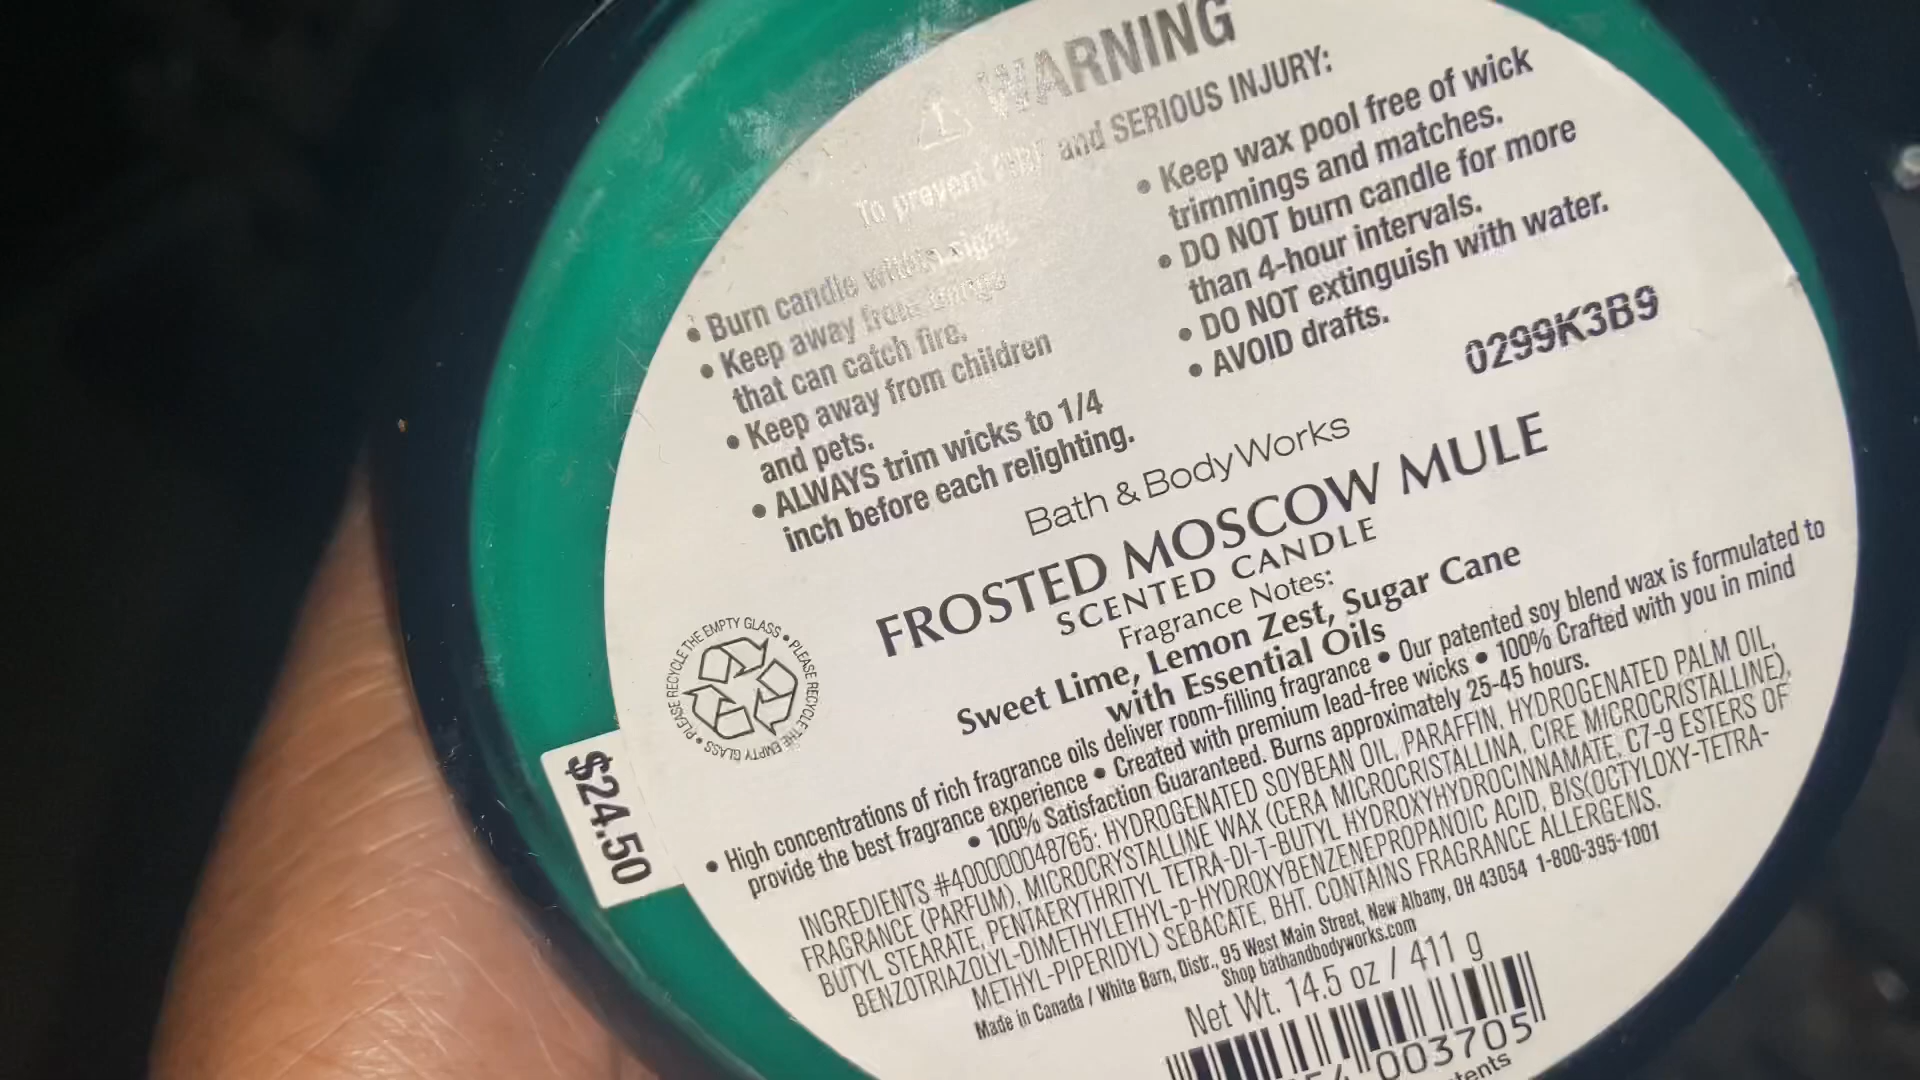 WARNING
To prevent FIRE and SERIOUS INJURY:
• Burn candle within sight.
• Keep away from things
that can catch fire.
• Keep away from children
and pets.
• ALWAYS trim wicks to 1/4
inch before each relighting.
• Keep wax pool free of wick
trimmings and matches.
• DO NOT burn candle for more
than 4-hour intervals.
• DO NOT extinguish with water.
• AVOID drafts.
0299K3B9
Bath & Body Works
FROSTED MOSCOW MULE
SCENTED CANDLE
Fragrance Notes:
Sweet Lime, Lemon Zest, Sugar Cane
with Essential Oils
• High concentrations of rich fragrance oils deliver room-filling fragrance • Our patented soy blend wax is formulated to
provide the best fragrance experience • Created with premium lead-free wicks • 100% Crafted with you in mind
• 100% Satisfaction Guaranteed. Burns approximately 25-45 hours.
INGREDIENTS #400000048765: HYDROGENATED SOYBEAN OIL, PARAFFIN, HYDROGENATED PALM OIL,
FRAGRANCE (PARFUM), MICROCRYSTALLINE WAX (CERA MICROCRISTALLINA, CIRE MICROCRISTALLINE),
BUTYL STEARATE, PENTAERYTHRITYL TETRA-DI-T-BUTYL HYDROXYHYDROCINNAMATE, C7-9 ESTERS OF
BENZOTRIAZOLYL-DIMETHYLETHYL-p-HYDROXYBENZENEPROPANOIC ACID, BIS(OCTYLOXY-TETRA-
METHYL-PIPERIDYL) SEBACATE, BHT. CONTAINS FRAGRANCE ALLERGENS.
Made in Canada / White Barn, Distr., 95 West Main Street, New Albany, OH 43054 1-800-395-1001
Shop bathandbodyworks.com
Net Wt. 14.5 oz / 411 g
003705
PLEASE RECYCLE THE EMPTY GLASS • PLEASE RECYCLE THE EMPTY GLASS •
$24.50